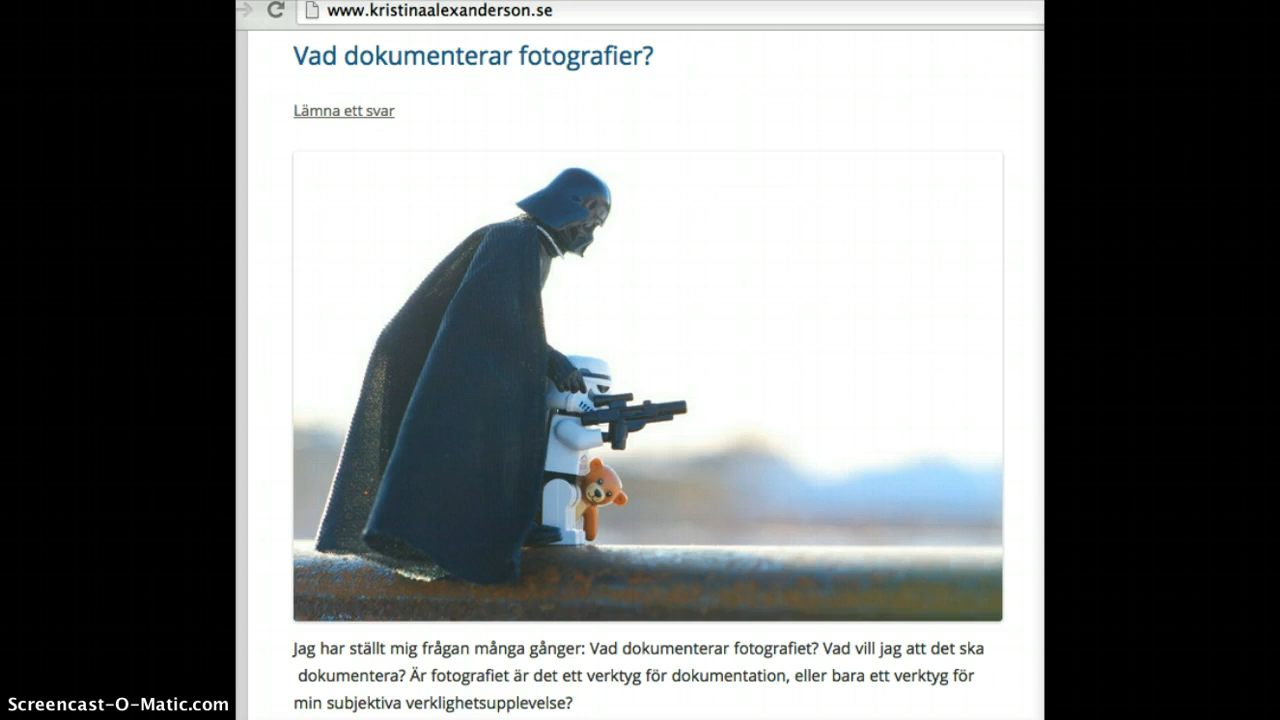 www.kristinaalexanderson.se
Vad dokumenterar fotografier?
Lämna ett svar
Jag har ställt mig frågan många gånger: Vad dokumenterar fotografiet? Vad vill jag att det ska
dokumentera? Är fotografiet är det ett verktyg för dokumentation, eller bara ett verktyg för
min subjektiva verklighetsupplevelse?
Screencast-O-Matic.com